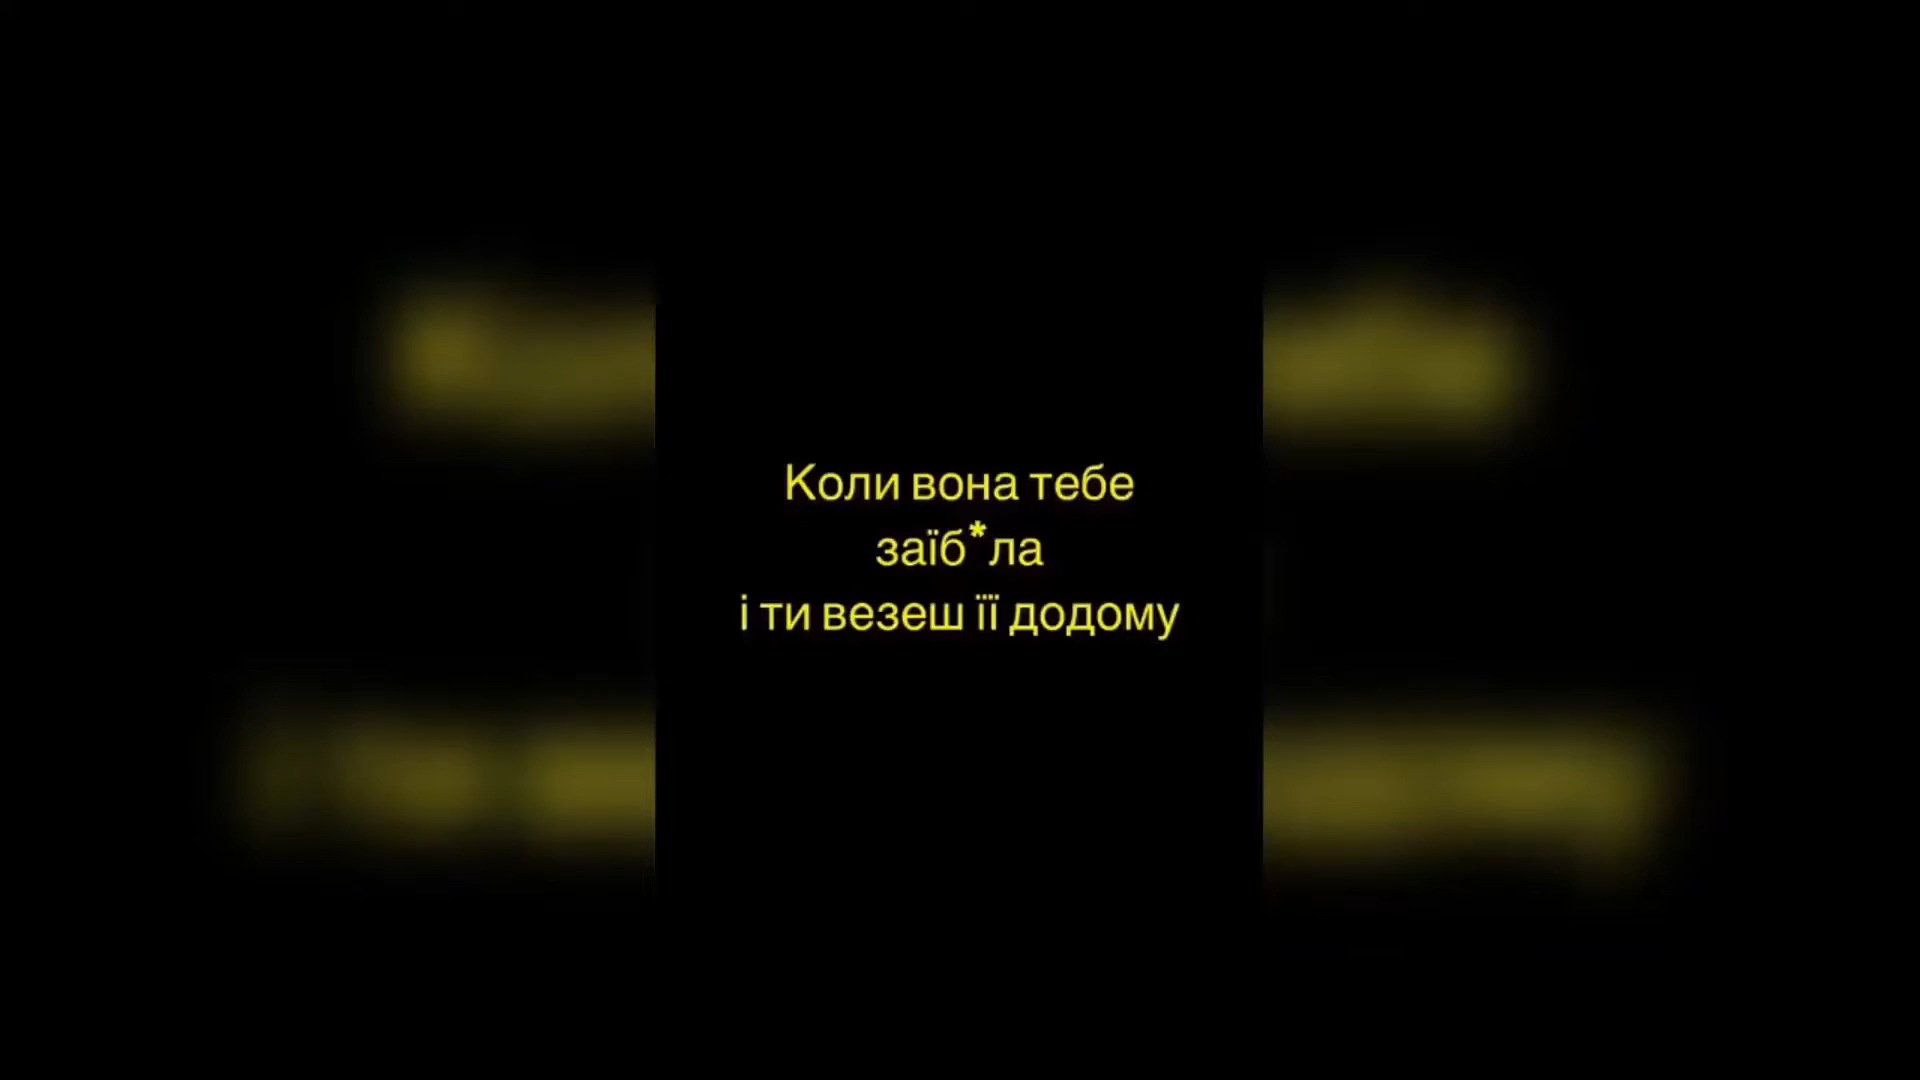 Коли вона тебе
заїб*ла
і ти везеш її додому